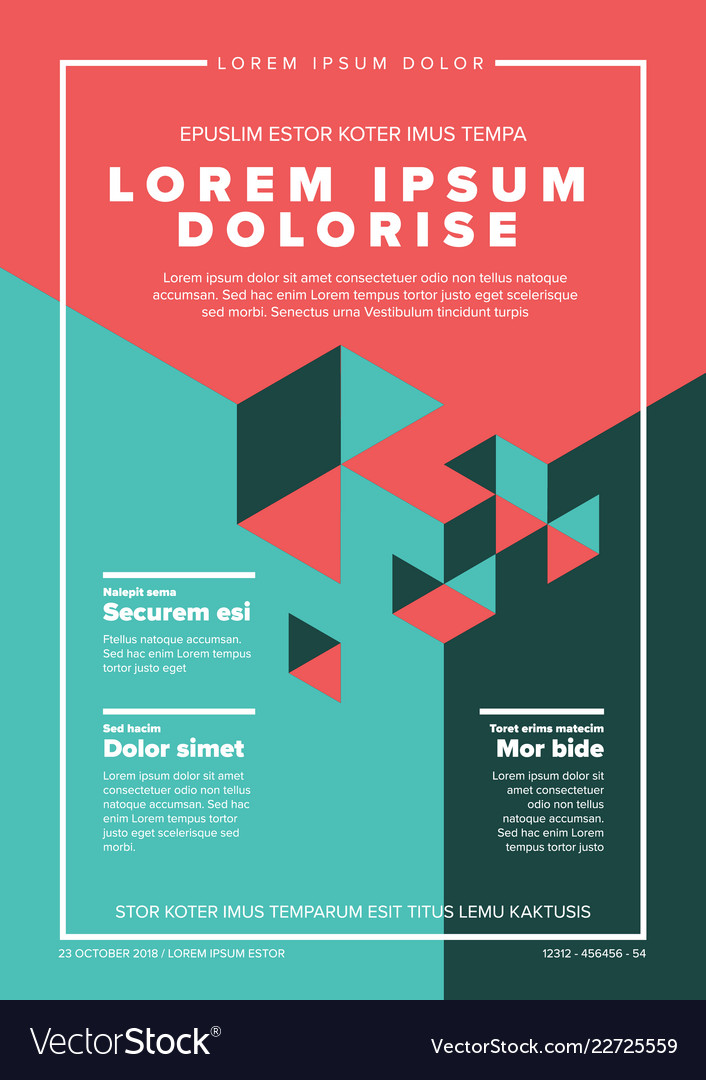 LOREM IPSUM DOLOR
EPUSLIM ESTOR KOTER IMUS TEMPA
LOREM IPSUM
DOLORISE
Lorem ipsum dolor sit amet consectetuer odio non tellus natoque
accumsan. Sed hac enim Lorem tempus tortor justo eget scelerisque
sed morbi. Senectus urna Vestibulum tincidunt turpis
Nalepit sema
Securem esi
Ftellus natoque accumsan.
Sed hac enim Lorem tempus
tortor justo eget
Sed hacim
Dolor simet
Lorem ipsum dolor sit amet
consectetuer odio non tellus
natoque accumsan. Sed hac
enim Lorem tempus tortor
justo eget scelerisque sed
morbi.
Toret erims matecim
Mor bide
Lorem ipsum dolor sit
amet consectetuer
odio non tellus
natoque accumsan.
Sed hac enim Lorem
tempus tortor justo
STOR KOTER IMUS TEMPARUM ESIT TITUS LEMU KAKTUSIS
23 OCTOBER 2018 / LOREM IPSUM ESTOR
12312 - 456456 - 54
VectorStock®
VectorStock.com/22725559